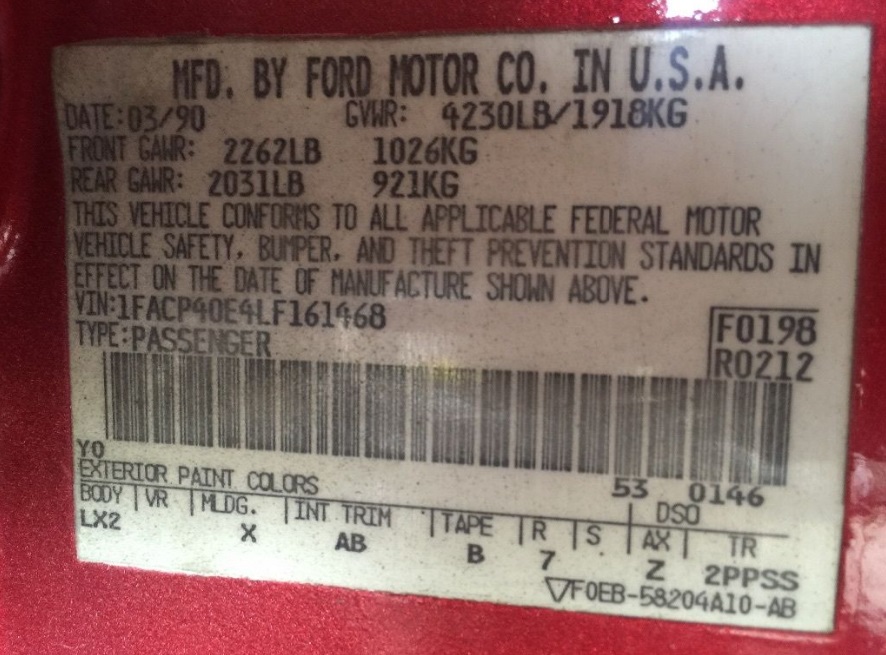 MFD. BY FORD MOTOR CO. IN U.S.A.
DATE:03/90 GVWR: 4230LB/1918KG
FRONT GAWR: 2262LB 1026KG
REAR GAWR: 2031LB 921KG
THIS VEHICLE CONFORMS TO ALL APPLICABLE FEDERAL MOTOR
VEHICLE SAFETY, BUMPER, AND THEFT PREVENTION STANDARDS IN
EFFECT ON THE DATE OF MANUFACTURE SHOWN ABOVE.
VIN:1FACP40E4LF161468
TYPE:PASSENGER
F0198
R0212
YO
EXTERIOR PAINT COLORS 53 0146
BODY VR MLDG. INT TRIM TAPE R S AX TR DSO
LX2 X AB B 7 Z 2PPSS
▽F0EB-58204A10-AB